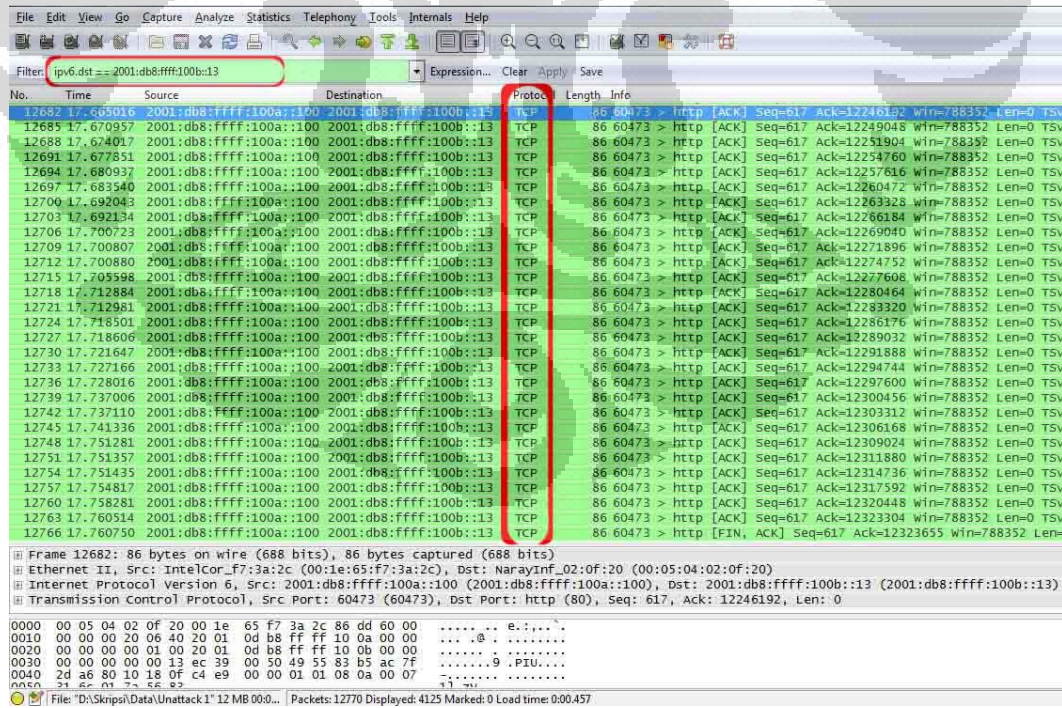 File Edit View Go Capture Analyze Statistics Telephony Tools Internals Help
Filter: ipv6.dst == 2001:db8:ffff:100b::13 Expression... Clear Apply Save
No. Time Source Destination Protocol Length Info
12682 17.665016 2001:db8:ffff:100a::100 2001:db8:ffff:100b::13 TCP 86 60473 > http [ACK] Seq=617 Ack=12246192 Win=788352 Len=0 TSv
12685 17.670957 2001:db8:ffff:100a::100 2001:db8:ffff:100b::13 TCP 86 60473 > http [ACK] Seq=617 Ack=12249048 Win=788352 Len=0 TSv
12688 17.674017 2001:db8:ffff:100a::100 2001:db8:ffff:100b::13 TCP 86 60473 > http [ACK] Seq=617 Ack=12251904 Win=788352 Len=0 TSv
12691 17.677851 2001:db8:ffff:100a::100 2001:db8:ffff:100b::13 TCP 86 60473 > http [ACK] Seq=617 Ack=12254760 Win=788352 Len=0 TSv
12694 17.680937 2001:db8:ffff:100a::100 2001:db8:ffff:100b::13 TCP 86 60473 > http [ACK] Seq=617 Ack=12257616 Win=788352 Len=0 TSv
12697 17.683540 2001:db8:ffff:100a::100 2001:db8:ffff:100b::13 TCP 86 60473 > http [ACK] Seq=617 Ack=12260472 Win=788352 Len=0 TSv
12700 17.692043 2001:db8:ffff:100a::100 2001:db8:ffff:100b::13 TCP 86 60473 > http [ACK] Seq=617 Ack=12263328 Win=788352 Len=0 TSv
12703 17.692134 2001:db8:ffff:100a::100 2001:db8:ffff:100b::13 TCP 86 60473 > http [ACK] Seq=617 Ack=12266184 Win=788352 Len=0 TSv
12706 17.700723 2001:db8:ffff:100a::100 2001:db8:ffff:100b::13 TCP 86 60473 > http [ACK] Seq=617 Ack=12269040 Win=788352 Len=0 TSv
12709 17.700807 2001:db8:ffff:100a::100 2001:db8:ffff:100b::13 TCP 86 60473 > http [ACK] Seq=617 Ack=12271896 Win=788352 Len=0 TSv
12712 17.700880 2001:db8:ffff:100a::100 2001:db8:ffff:100b::13 TCP 86 60473 > http [ACK] Seq=617 Ack=12274752 Win=788352 Len=0 TSv
12715 17.705598 2001:db8:ffff:100a::100 2001:db8:ffff:100b::13 TCP 86 60473 > http [ACK] Seq=617 Ack=12277608 Win=788352 Len=0 TSv
12718 17.712884 2001:db8:ffff:100a::100 2001:db8:ffff:100b::13 TCP 86 60473 > http [ACK] Seq=617 Ack=12280464 Win=788352 Len=0 TSv
12721 17.712981 2001:db8:ffff:100a::100 2001:db8:ffff:100b::13 TCP 86 60473 > http [ACK] Seq=617 Ack=12283320 Win=788352 Len=0 TSv
12724 17.718501 2001:db8:ffff:100a::100 2001:db8:ffff:100b::13 TCP 86 60473 > http [ACK] Seq=617 Ack=12286176 Win=788352 Len=0 TSv
12727 17.718606 2001:db8:ffff:100a::100 2001:db8:ffff:100b::13 TCP 86 60473 > http [ACK] Seq=617 Ack=12289032 Win=788352 Len=0 TSv
12730 17.721647 2001:db8:ffff:100a::100 2001:db8:ffff:100b::13 TCP 86 60473 > http [ACK] Seq=617 Ack=12291888 Win=788352 Len=0 TSv
12733 17.727166 2001:db8:ffff:100a::100 2001:db8:ffff:100b::13 TCP 86 60473 > http [ACK] Seq=617 Ack=12294744 Win=788352 Len=0 TSv
12736 17.728016 2001:db8:ffff:100a::100 2001:db8:ffff:100b::13 TCP 86 60473 > http [ACK] Seq=617 Ack=12297600 Win=788352 Len=0 TSv
12739 17.737006 2001:db8:ffff:100a::100 2001:db8:ffff:100b::13 TCP 86 60473 > http [ACK] Seq=617 Ack=12300456 Win=788352 Len=0 TSv
12742 17.737110 2001:db8:ffff:100a::100 2001:db8:ffff:100b::13 TCP 86 60473 > http [ACK] Seq=617 Ack=12303312 Win=788352 Len=0 TSv
12745 17.741336 2001:db8:ffff:100a::100 2001:db8:ffff:100b::13 TCP 86 60473 > http [ACK] Seq=617 Ack=12306168 Win=788352 Len=0 TSv
12748 17.751281 2001:db8:ffff:100a::100 2001:db8:ffff:100b::13 TCP 86 60473 > http [ACK] Seq=617 Ack=12309024 Win=788352 Len=0 TSv
12751 17.751357 2001:db8:ffff:100a::100 2001:db8:ffff:100b::13 TCP 86 60473 > http [ACK] Seq=617 Ack=12311880 Win=788352 Len=0 TSv
12754 17.751435 2001:db8:ffff:100a::100 2001:db8:ffff:100b::13 TCP 86 60473 > http [ACK] Seq=617 Ack=12314736 Win=788352 Len=0 TSv
12757 17.754817 2001:db8:ffff:100a::100 2001:db8:ffff:100b::13 TCP 86 60473 > http [ACK] Seq=617 Ack=12317592 Win=788352 Len=0 TSv
12760 17.758281 2001:db8:ffff:100a::100 2001:db8:ffff:100b::13 TCP 86 60473 > http [ACK] Seq=617 Ack=12320448 Win=788352 Len=0 TSv
12763 17.760514 2001:db8:ffff:100a::100 2001:db8:ffff:100b::13 TCP 86 60473 > http [ACK] Seq=617 Ack=12323304 Win=788352 Len=0 TSv
12766 17.760750 2001:db8:ffff:100a::100 2001:db8:ffff:100b::13 TCP 86 60473 > http [FIN, ACK] Seq=617 Ack=12323655 Win=788352 Len=
Frame 12682: 86 bytes on wire (688 bits), 86 bytes captured (688 bits)
Ethernet II, Src: IntelCor_f7:3a:2c (00:1e:65:f7:3a:2c), Dst: NarayInf_02:0f:20 (00:05:04:02:0f:20)
Internet Protocol Version 6, Src: 2001:db8:ffff:100a::100 (2001:db8:ffff:100a::100), Dst: 2001:db8:ffff:100b::13 (2001:db8:ffff:100b::13)
Transmission Control Protocol, Src Port: 60473 (60473), Dst Port: http (80), Seq: 617, Ack: 12246192, Len: 0
0000 00 05 04 02 0f 20 00 1e 65 f7 3a 2c 86 dd 60 00 ..... .. e.:,..`.
0010 00 00 00 20 06 40 20 01 0d b8 ff ff 10 0a 00 00 ... .@ . ........
0020 00 00 00 00 01 00 20 01 0d b8 ff ff 10 0b 00 00 ...... . ........
0030 00 00 00 00 00 13 ec 39 00 50 49 55 83 b5 ac 7f .......9 .PIU....
0040 2d a6 80 10 18 0f c4 e9 00 00 01 01 08 0a 00 07 -....... ........
0050 31 6c 01 7a 56 83 1l.zV.
File: "D:\Skripsi\Data\Unattack 1" 12 MB 00:0... Packets: 12770 Displayed: 4125 Marked: 0 Load time: 0:00.457